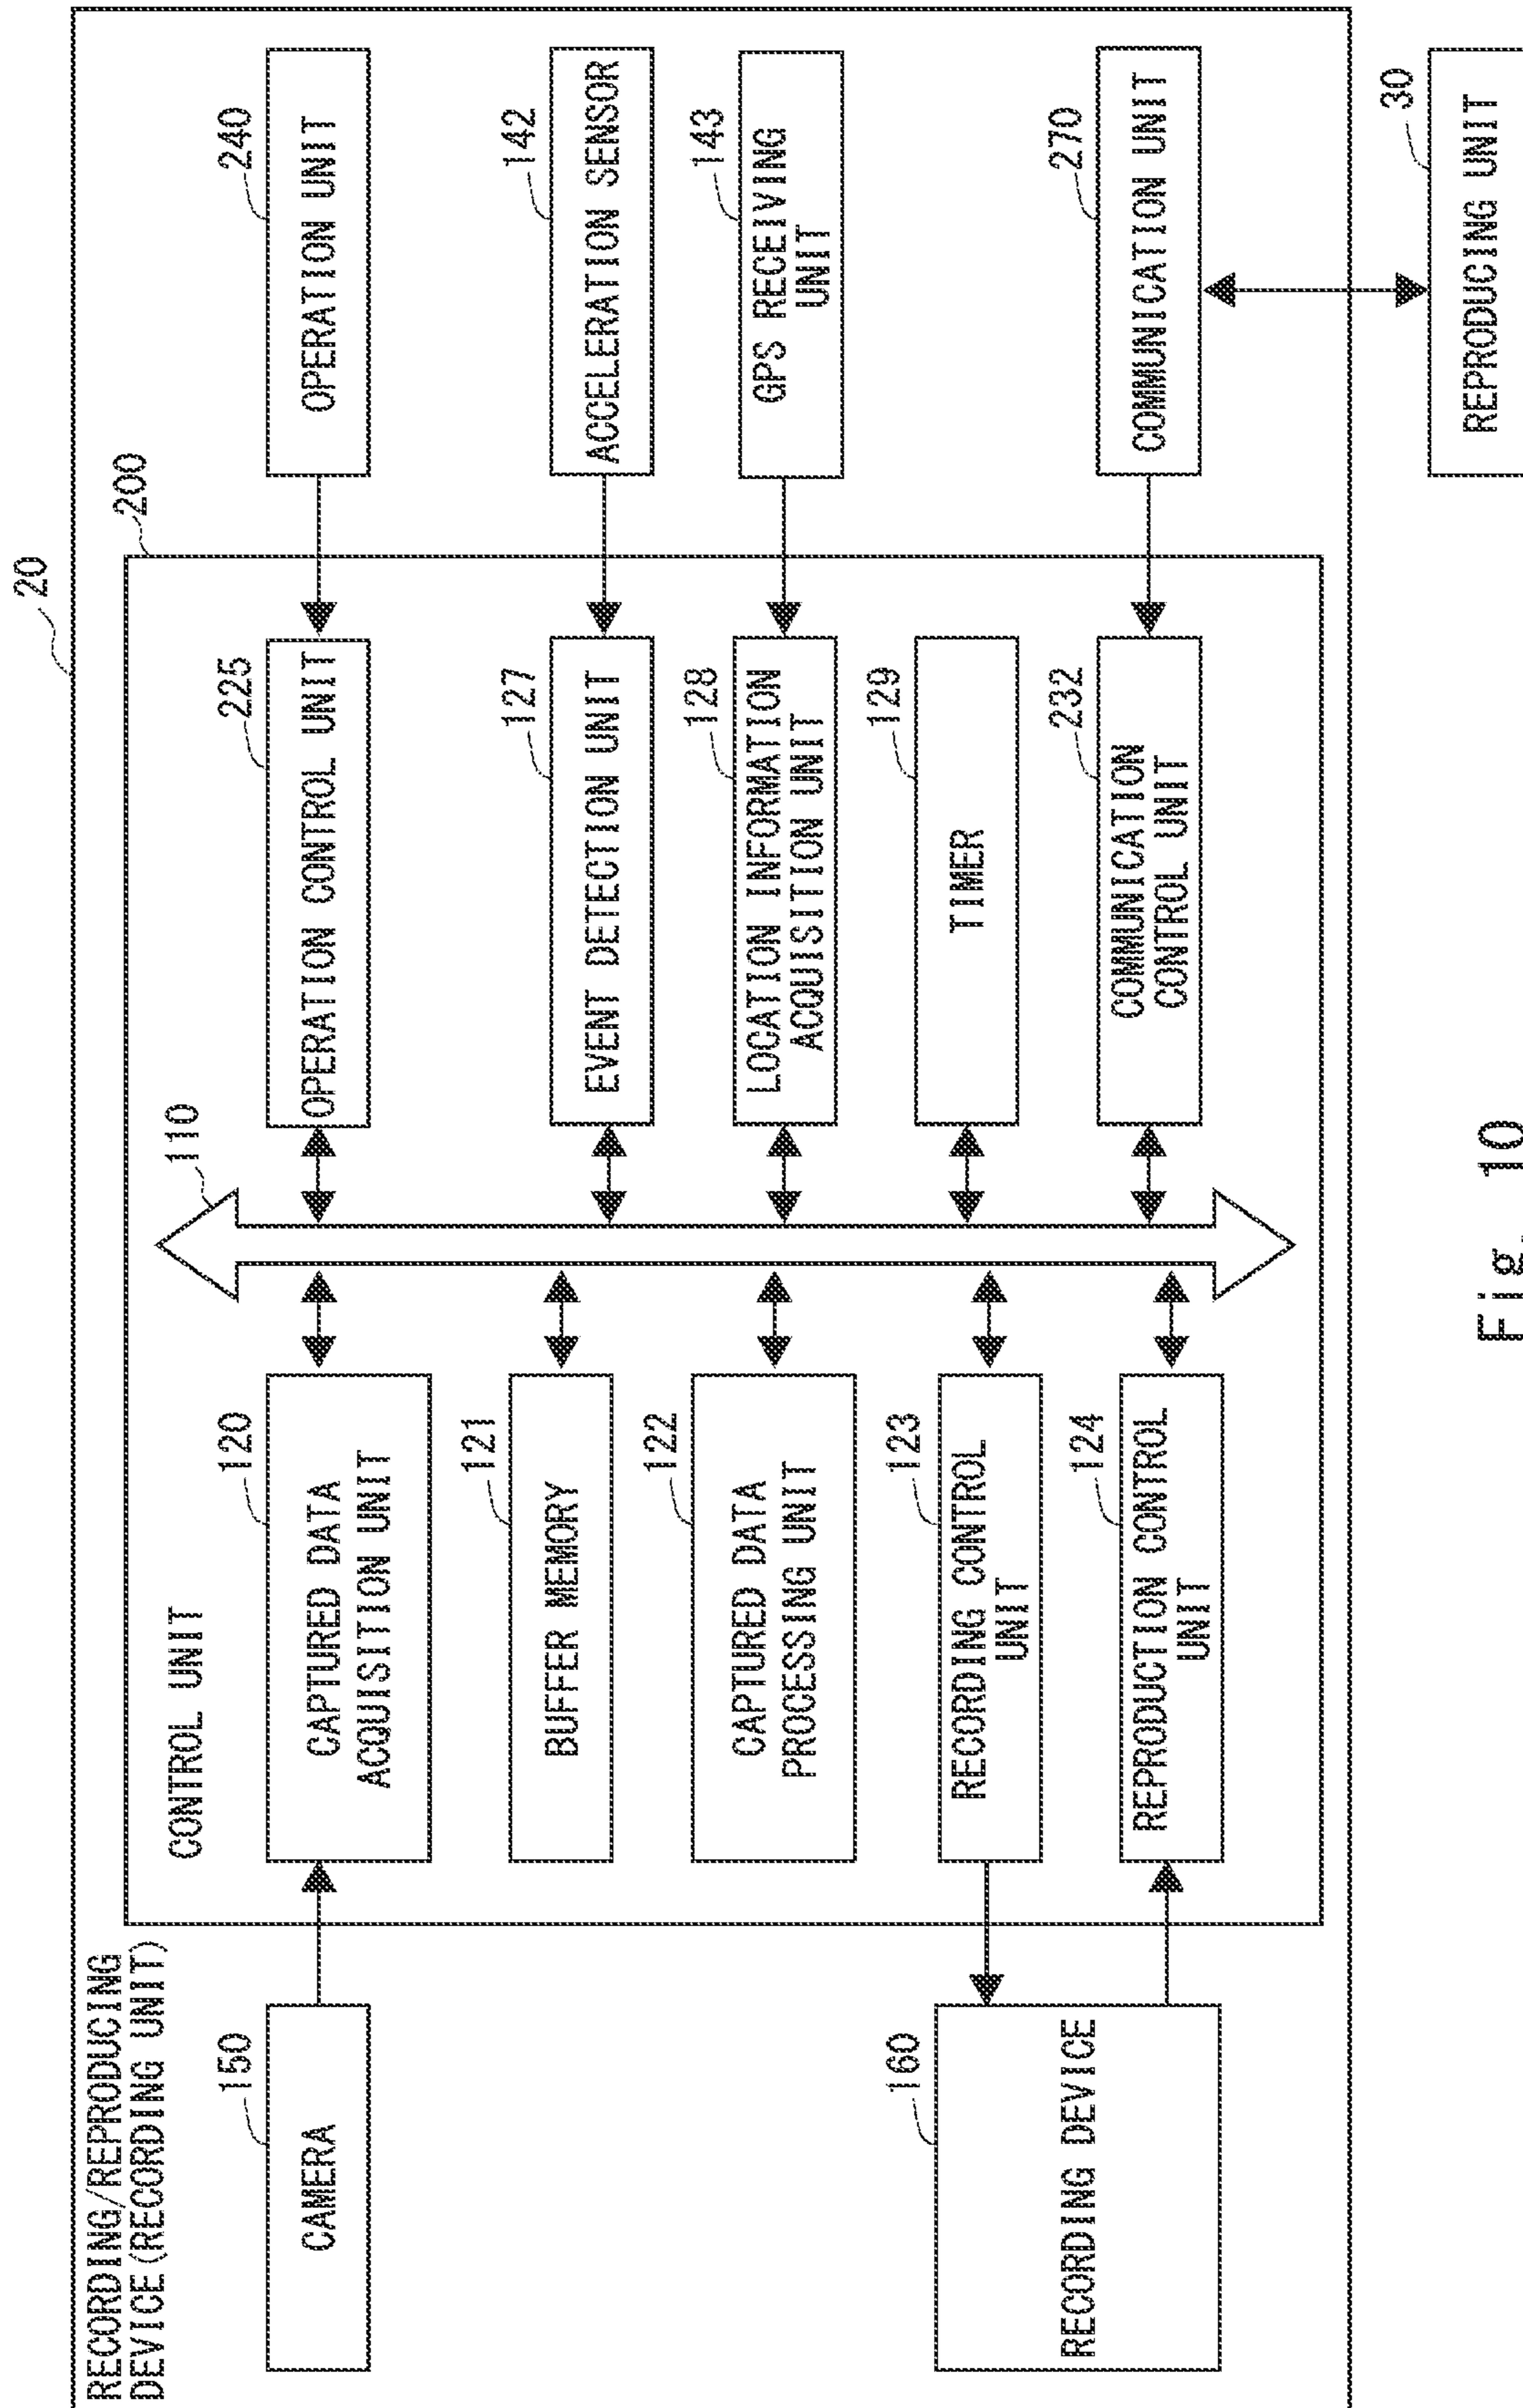 20
RECORDING/REPRODUCING
DEVICE(RECORDING UNIT)
200
CONTROL UNIT
110
150
CAMERA
120
CAPTURED DATA
ACQUISITION UNIT
225
OPERATION CONTROL UNIT
240
OPERATION UNIT
121
BUFFER MEMORY
127
EVENT DETECTION UNIT
142
ACCELERATION SENSOR
122
CAPTURED DATA
PROCESSING UNIT
128
LOCATION INFORMATION
ACQUISITION UNIT
143
GPS RECEIVING
UNIT
160
RECORDING DEVICE
123
RECORDING CONTROL
UNIT
129
TIMER
124
REPRODUCTION CONTROL
UNIT
232
COMMUNICATION
CONTROL UNIT
270
COMMUNICATION UNIT
30
REPRODUCING UNIT
Fig. 10